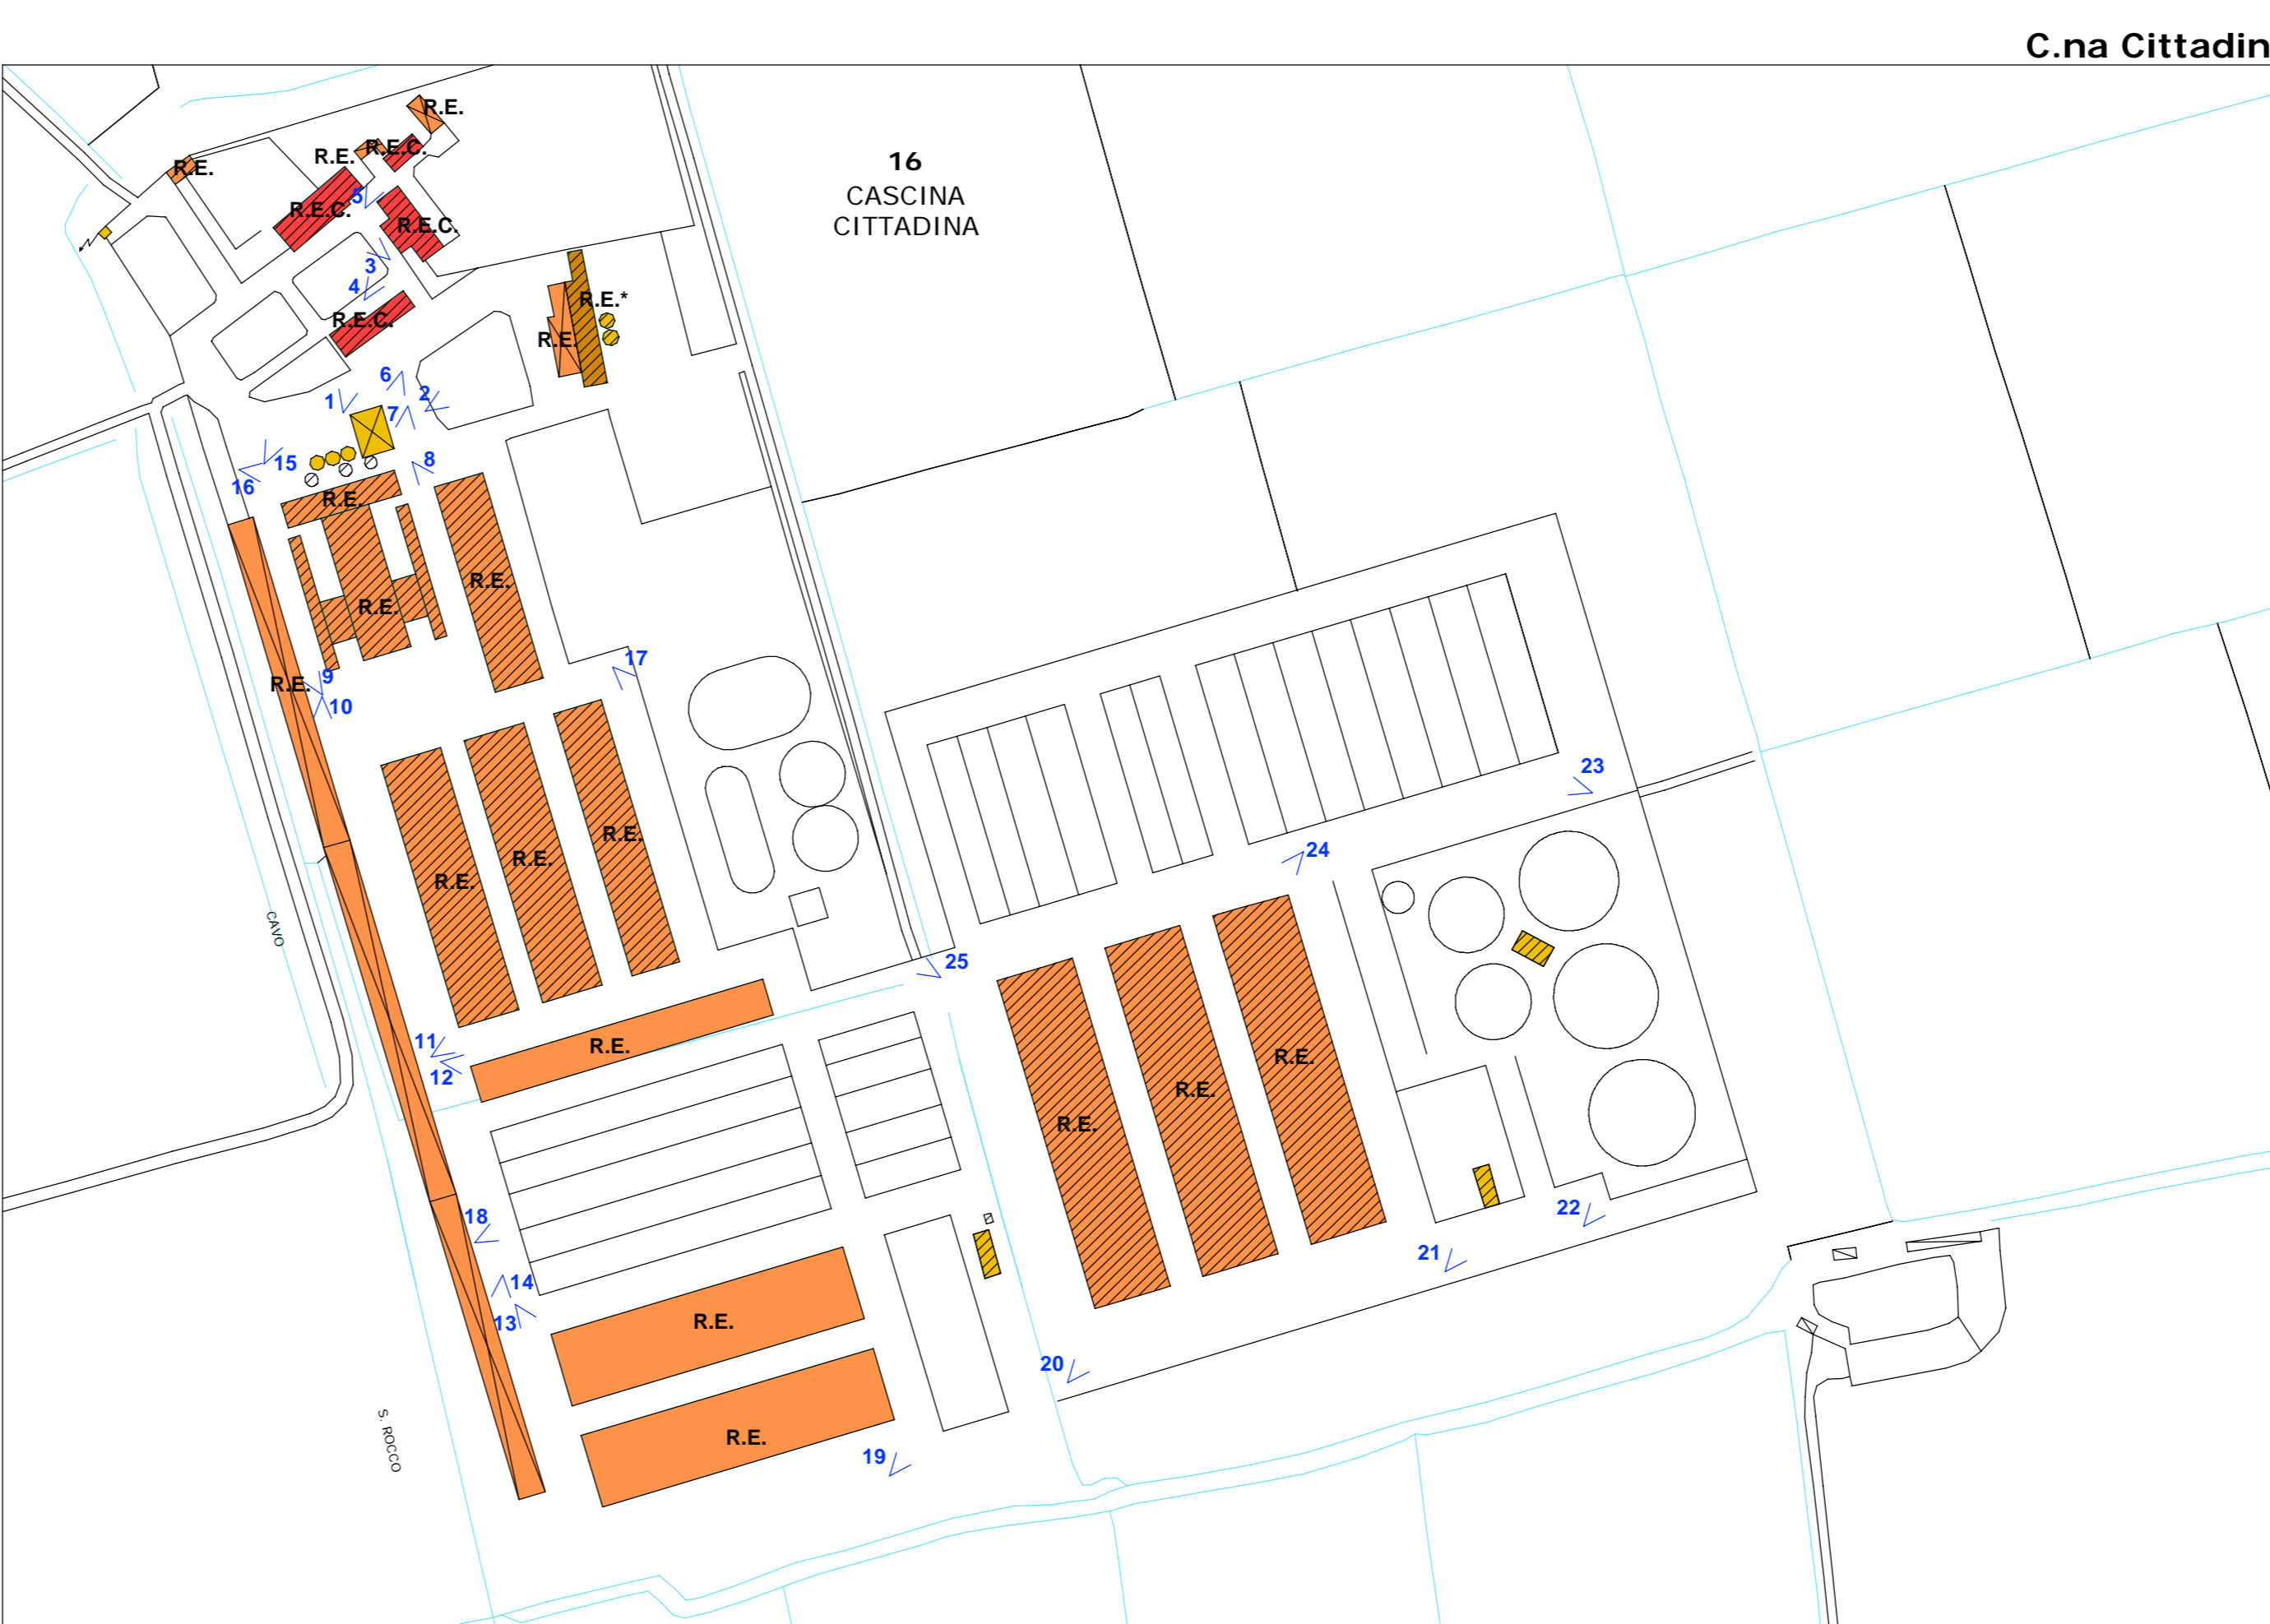 C.na Cittadin
16
CASCINA
CITTADINA
R.E.
R.E.C.
R.E.
R.E.
5
R.E.C.
R.E.C.
3
4
R.E.*
R.E.C.
R.E.
6
2
1
7
8
15
16
R.E.
R.E.
R.E.
17
9
R.E.
10
23
R.E.
24
R.E.
R.E.
CAVO
25
11
R.E.
R.E.
12
R.E.
R.E.
22
18
21
14
13
R.E.
20
S. ROCCO
R.E.
19